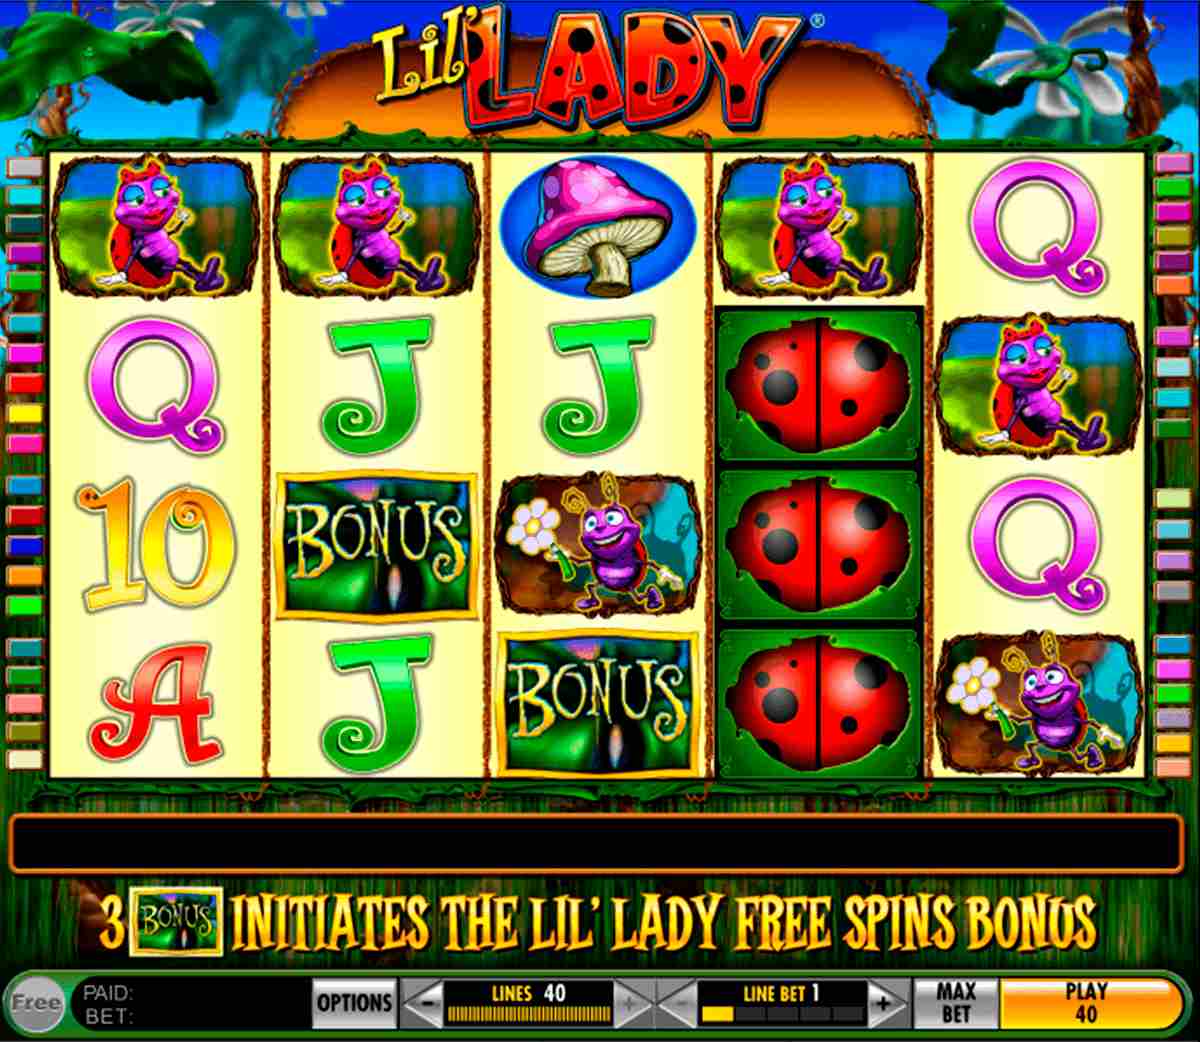 LIL' LADY®
Q
Q J J
10 BONUS Q
A J BONUS
3 BONUS INITIATES THE LIL' LADY FREE SPINS BONUS
Free PAID: OPTIONS - LINES 40 + - LINE BET 1 + MAX PLAY
BET: BET 40